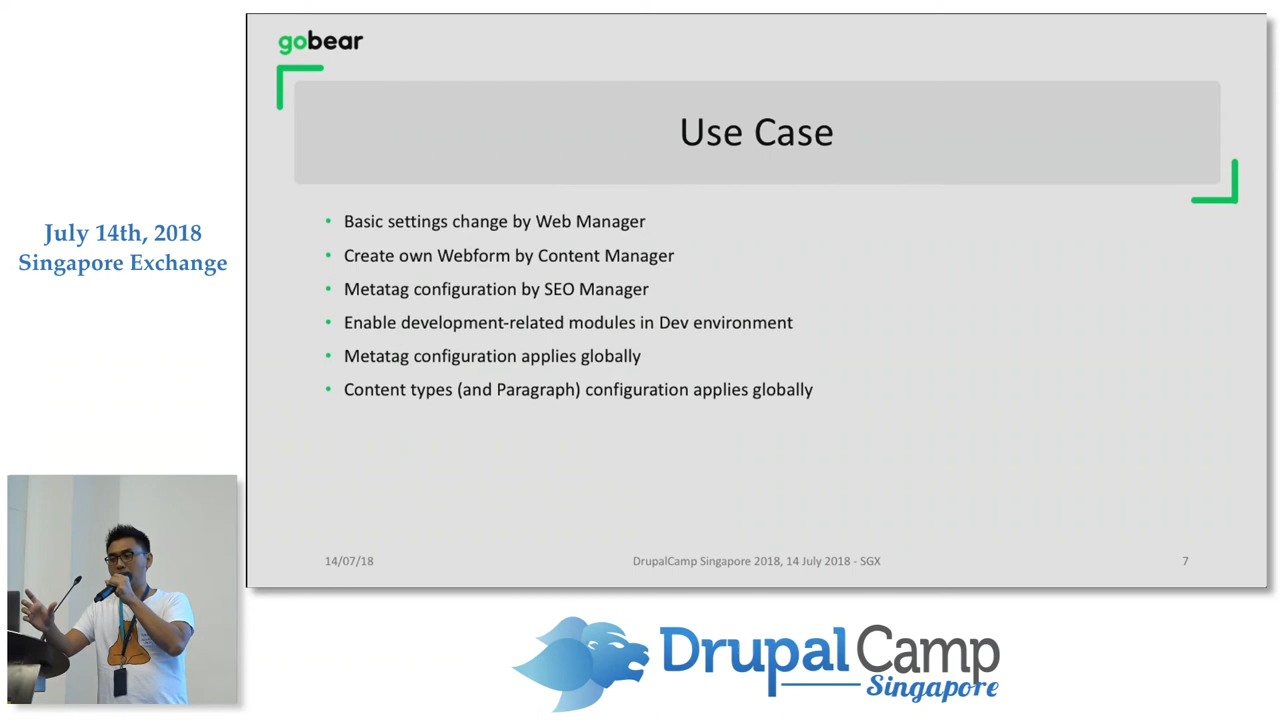 gobear
Use Case
July 14th, 2018
Singapore Exchange
• Basic settings change by Web Manager
• Create own Webform by Content Manager
• Metatag configuration by SEO Manager
• Enable development-related modules in Dev environment
• Metatag configuration applies globally
• Content types (and Paragraph) configuration applies globally
14/07/18
DrupalCamp Singapore 2018, 14 July 2018 - SGX
7
DrupalCamp
Singapore